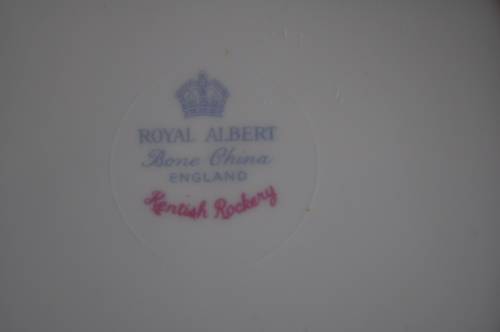 ROYAL ALBERT
Bone China
ENGLAND
Kentish Rockery